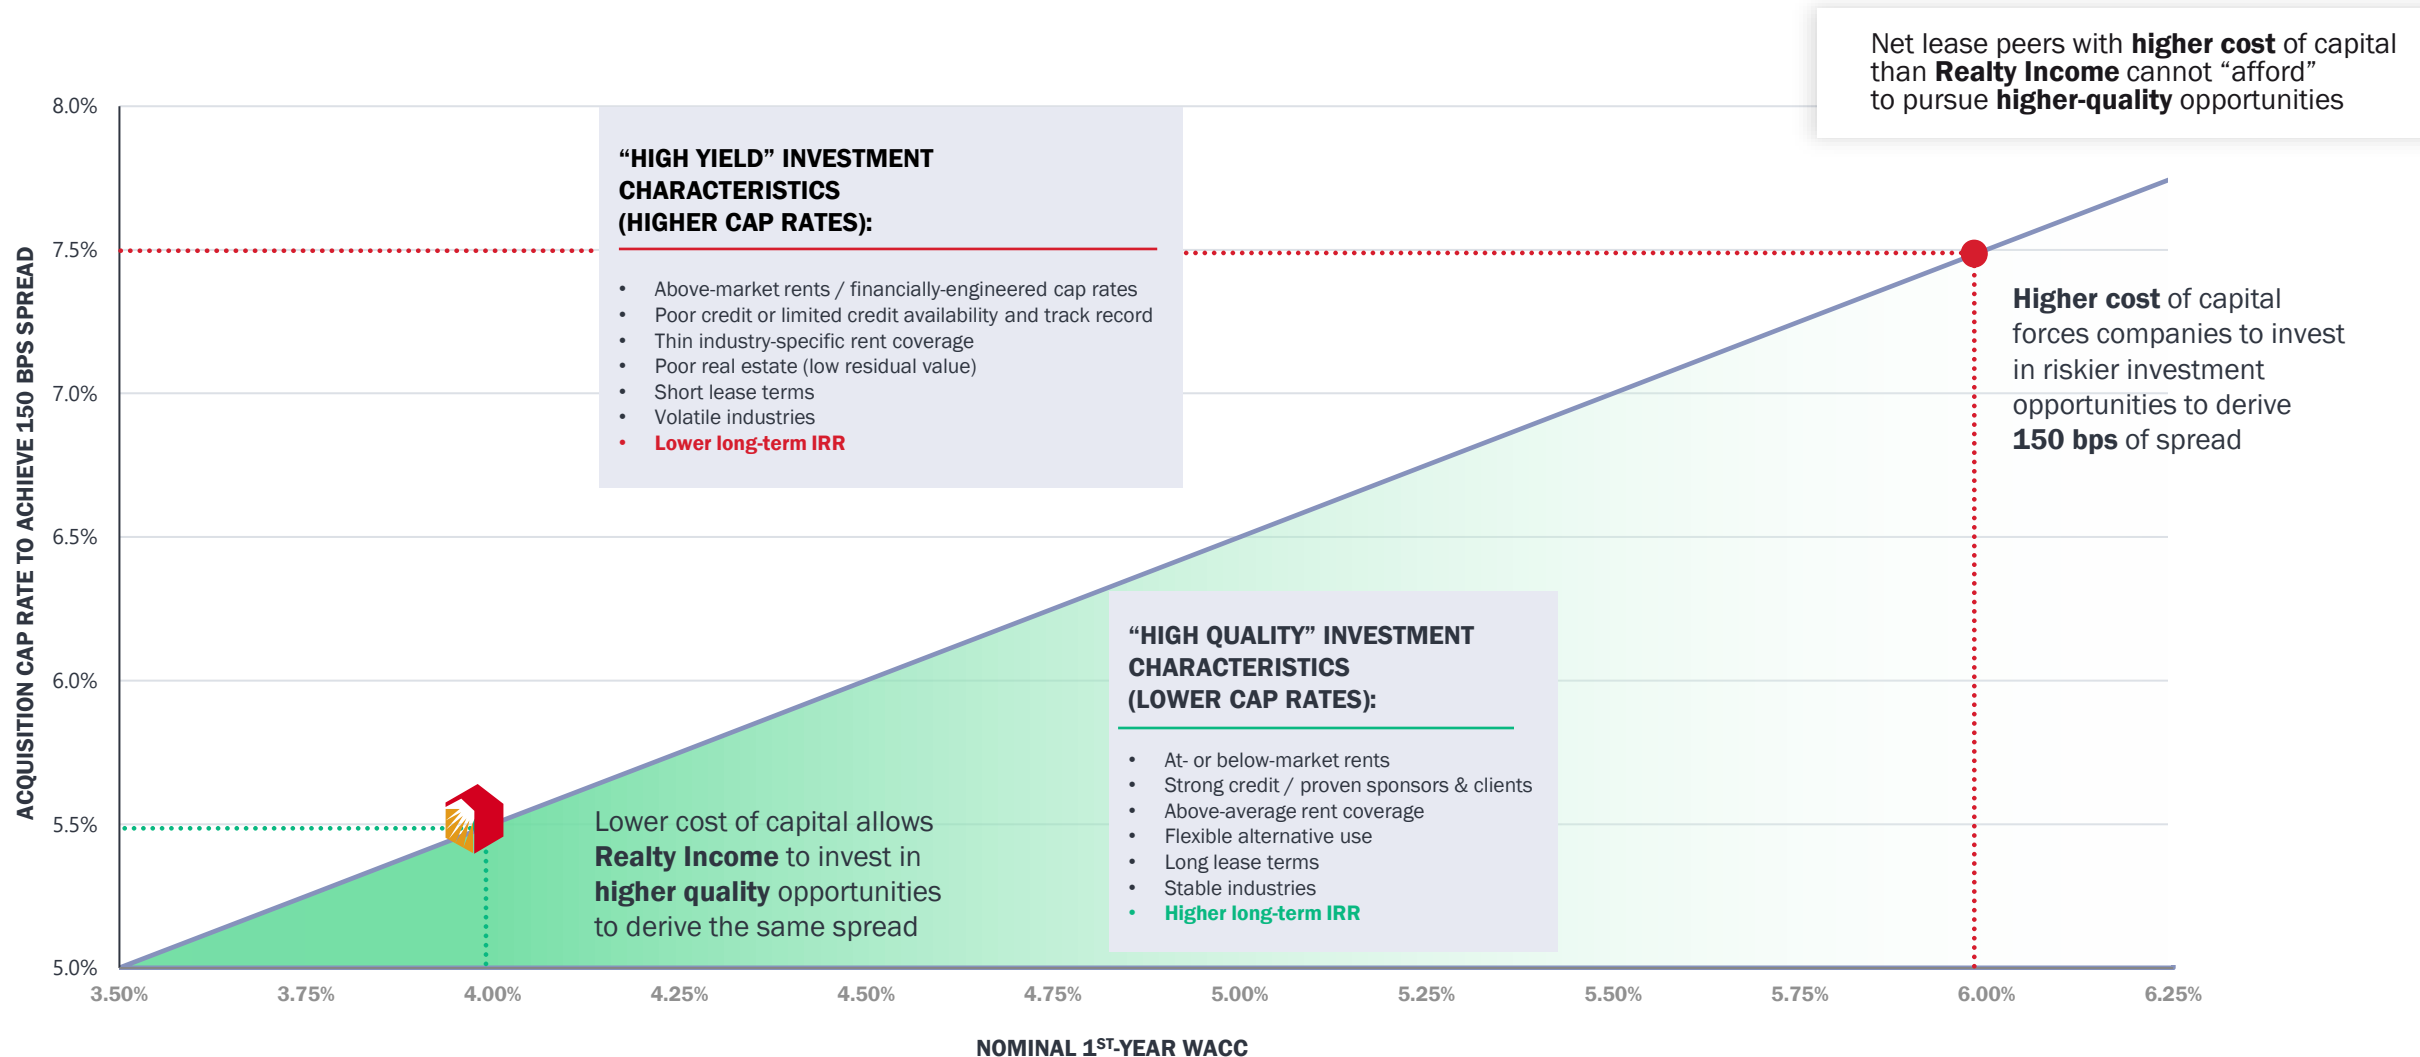 Net lease peers with higher cost of capital
than Realty Income cannot “afford”
to pursue higher-quality opportunities
ACQUISITION CAP RATE TO ACHIEVE 150 BPS SPREAD
8.0%
7.5%
7.0%
6.5%
6.0%
5.5%
5.0%
“HIGH YIELD” INVESTMENT
CHARACTERISTICS
(HIGHER CAP RATES):
• Above-market rents / financially-engineered cap rates
• Poor credit or limited credit availability and track record
• Thin industry-specific rent coverage
• Poor real estate (low residual value)
• Short lease terms
• Volatile industries
• Lower long-term IRR
Higher cost of capital
forces companies to invest
in riskier investment
opportunities to derive
150 bps of spread
Lower cost of capital allows
Realty Income to invest in
higher quality opportunities
to derive the same spread
“HIGH QUALITY” INVESTMENT
CHARACTERISTICS
(LOWER CAP RATES):
• At- or below-market rents
• Strong credit / proven sponsors & clients
• Above-average rent coverage
• Flexible alternative use
• Long lease terms
• Stable industries
• Higher long-term IRR
3.50% 3.75% 4.00% 4.25% 4.50% 4.75% 5.00% 5.25% 5.50% 5.75% 6.00% 6.25%
NOMINAL 1ST-YEAR WACC